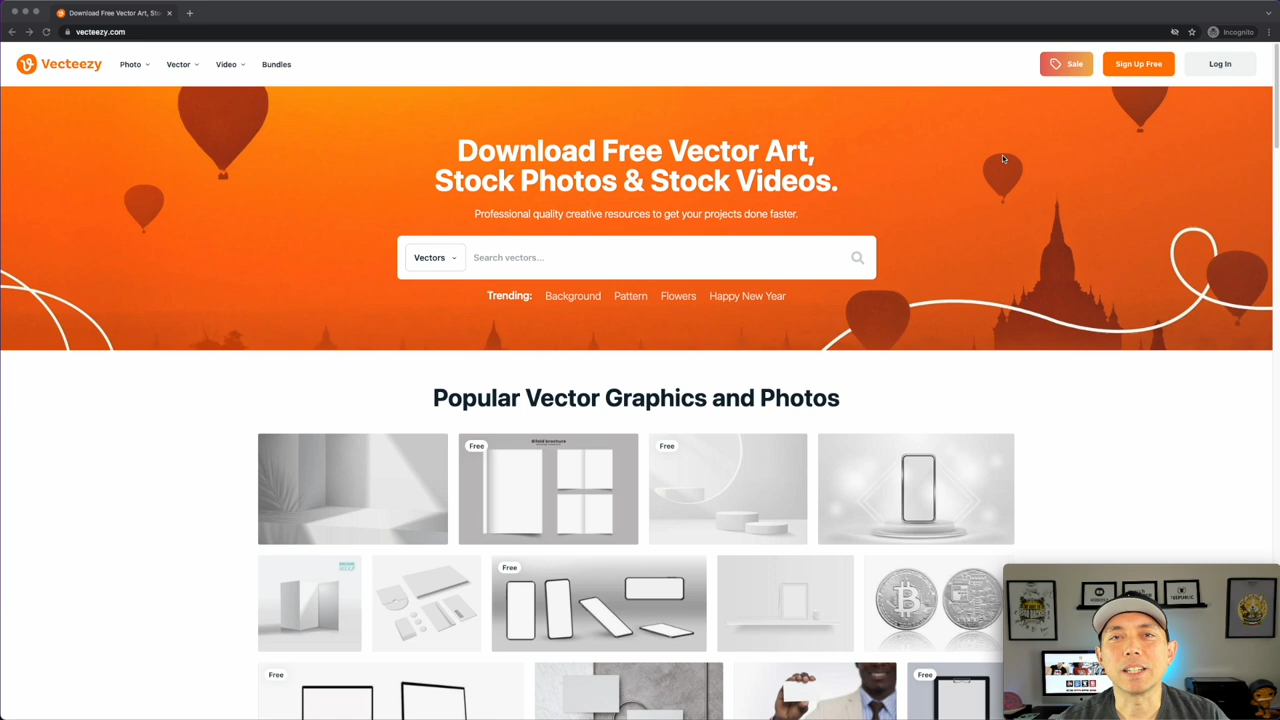 Download Free Vector Art, Sto
vecteezy.com
Incognito
Vecteezy
Photo
Vector
Video
Bundles
Sale
Sign Up Free
Log In
Download Free Vector Art,
Stock Photos & Stock Videos.
Professional quality creative resources to get your projects done faster.
Vectors
Search vectors...
Trending: Background Pattern Flowers Happy New Year
Popular Vector Graphics and Photos
Free
Bifold brochure
Free
Free
Free
Free
TEEPUBLIC